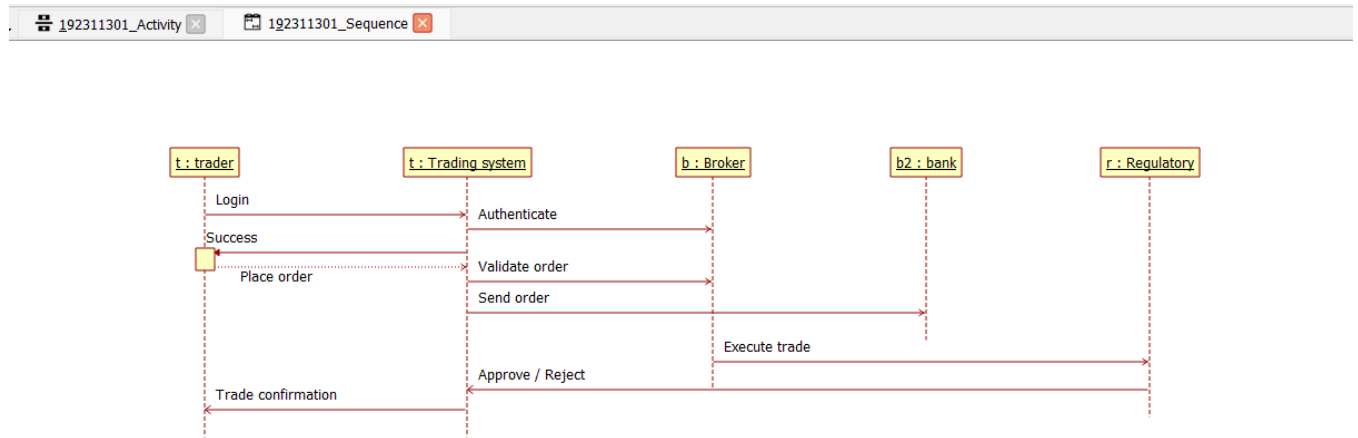 192311301_Activity
192311301_Sequence
t : trader
t : Trading system
b : Broker
b2 : bank
r : Regulatory
Login
Authenticate
Success
Place order
Validate order
Send order
Execute trade
Approve / Reject
Trade confirmation